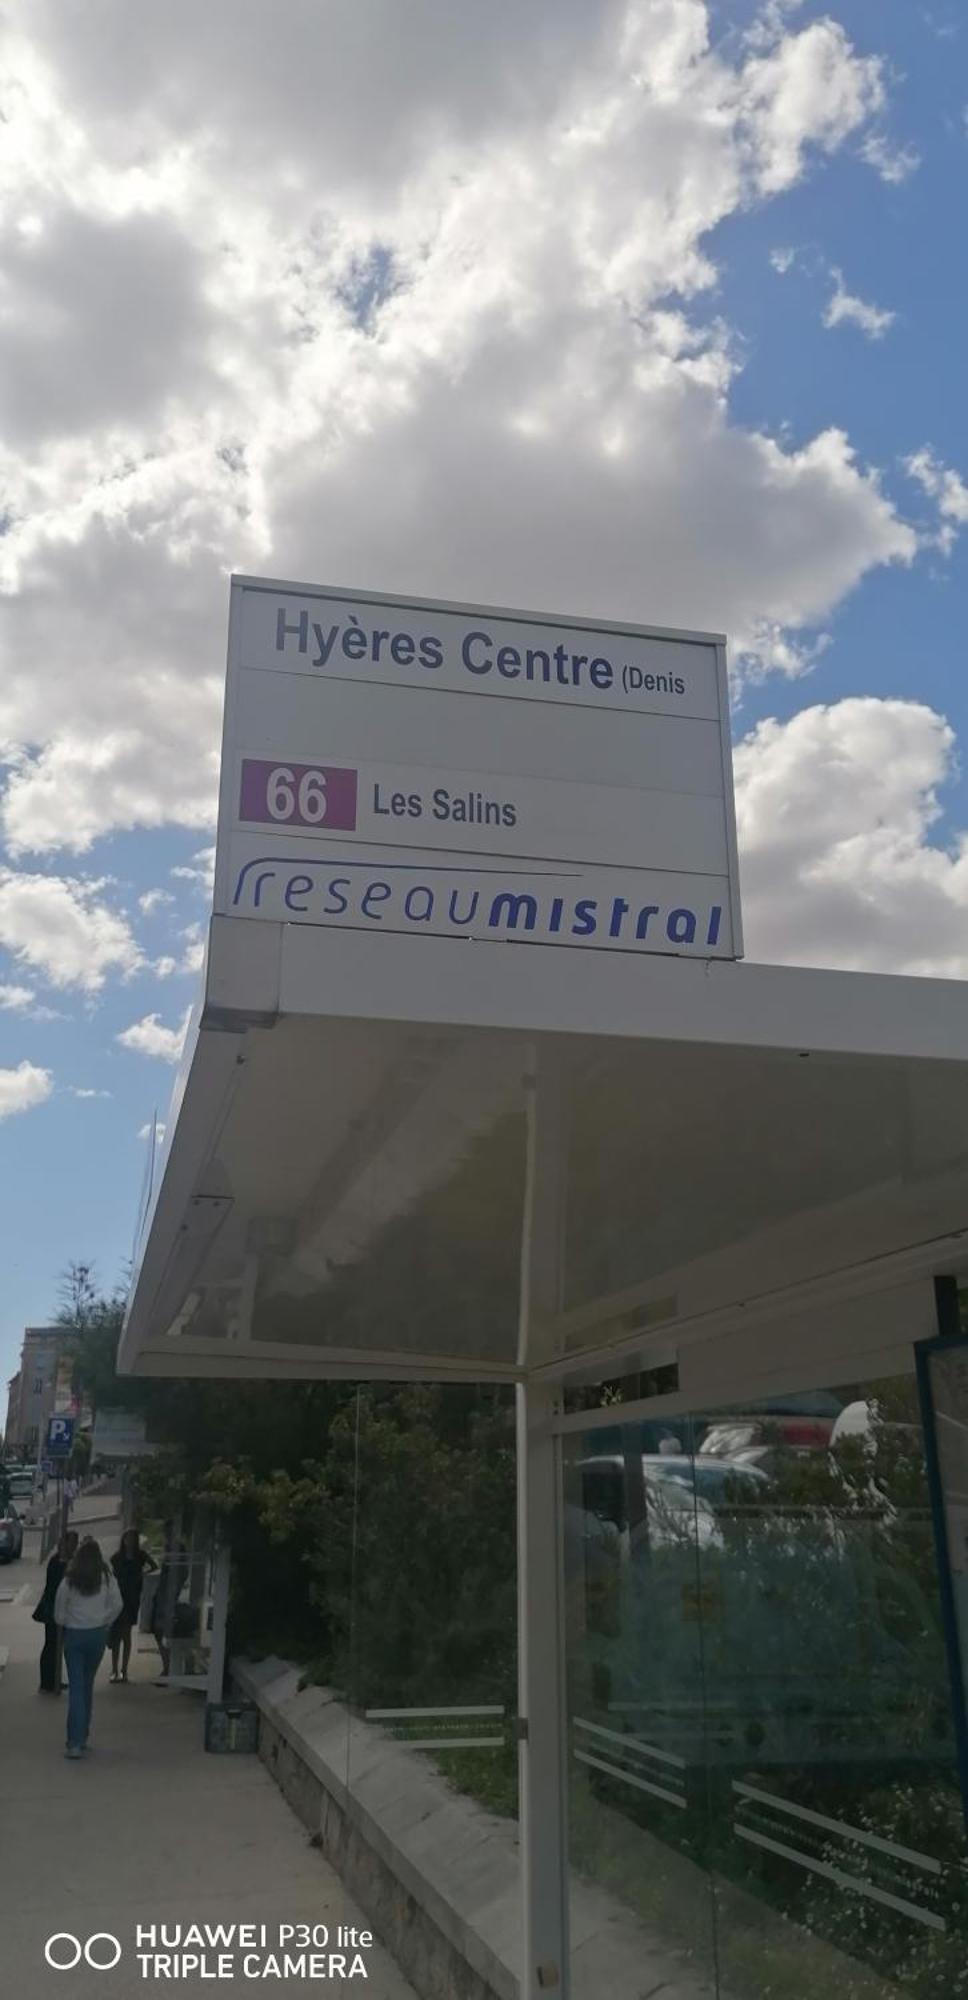 Hyères Centre (Denis
66 Les Salins
reseaumistral
P
HUAWEI P30 lite
TRIPLE CAMERA